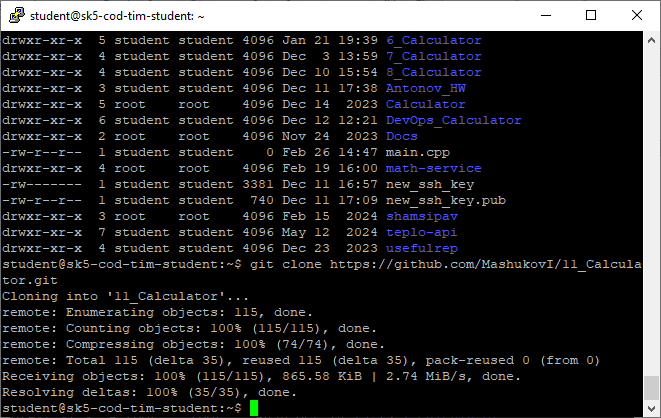 student@sk5-cod-tim-student: ~
drwxr-xr-x  5 student student 4096 Jan 21 19:39 6_Calculator
drwxr-xr-x  4 student student 4096 Dec  3 13:59 7_Calculator
drwxr-xr-x  4 student student 4096 Dec 10 15:54 8_Calculator
drwxr-xr-x  3 student student 4096 Dec 11 17:38 Antonov_HW
drwxr-xr-x  5 root    root    4096 Dec 14  2023 Calculator
drwxr-xr-x  6 student student 4096 Dec 12 12:21 DevOps_Calculator
drwxr-xr-x  2 root    root    4096 Nov 24  2023 Docs
-rw-r--r--  1 student student    0 Feb 26 14:47 main.cpp
drwxr-xr-x  4 root    root    4096 Feb 19 16:00 math-service
-rw-------  1 student student 3381 Dec 11 16:57 new_ssh_key
-rw-r--r--  1 student student  740 Dec 11 17:09 new_ssh_key.pub
drwxr-xr-x  3 root    root    4096 Feb 15  2024 shamsipav
drwxr-xr-x  7 student student 4096 May 12  2024 teplo-api
drwxr-xr-x  4 student student 4096 Dec 23  2023 usefulrep
student@sk5-cod-tim-student:~$ git clone https://github.com/MashukovI/11_Calcula
tor.git
Cloning into '11_Calculator'...
remote: Enumerating objects: 115, done.
remote: Counting objects: 100% (115/115), done.
remote: Compressing objects: 100% (74/74), done.
remote: Total 115 (delta 35), reused 115 (delta 35), pack-reused 0 (from 0)
Receiving objects: 100% (115/115), 865.58 KiB | 2.74 MiB/s, done.
Resolving deltas: 100% (35/35), done.
student@sk5-cod-tim-student:~$